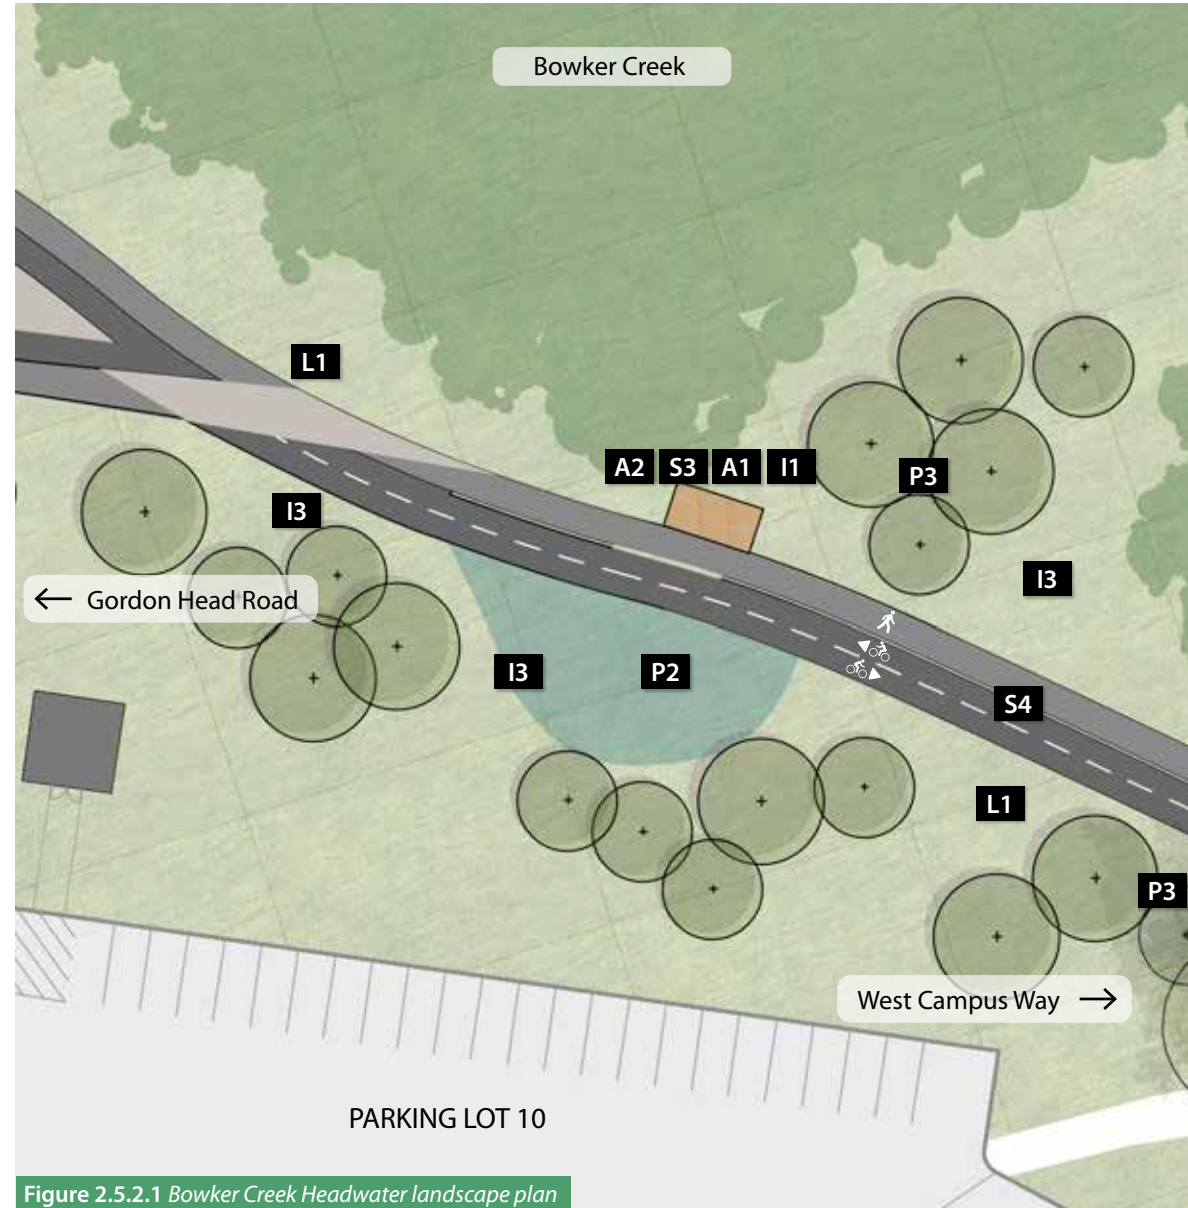 Bowker Creek
L1
A2 S3 A1 I1
P3
I3
I3
← Gordon Head Road
I3
P2
S4
L1
P3
West Campus Way →
PARKING LOT 10
Figure 2.5.2.1 Bowker Creek Headwater landscape plan